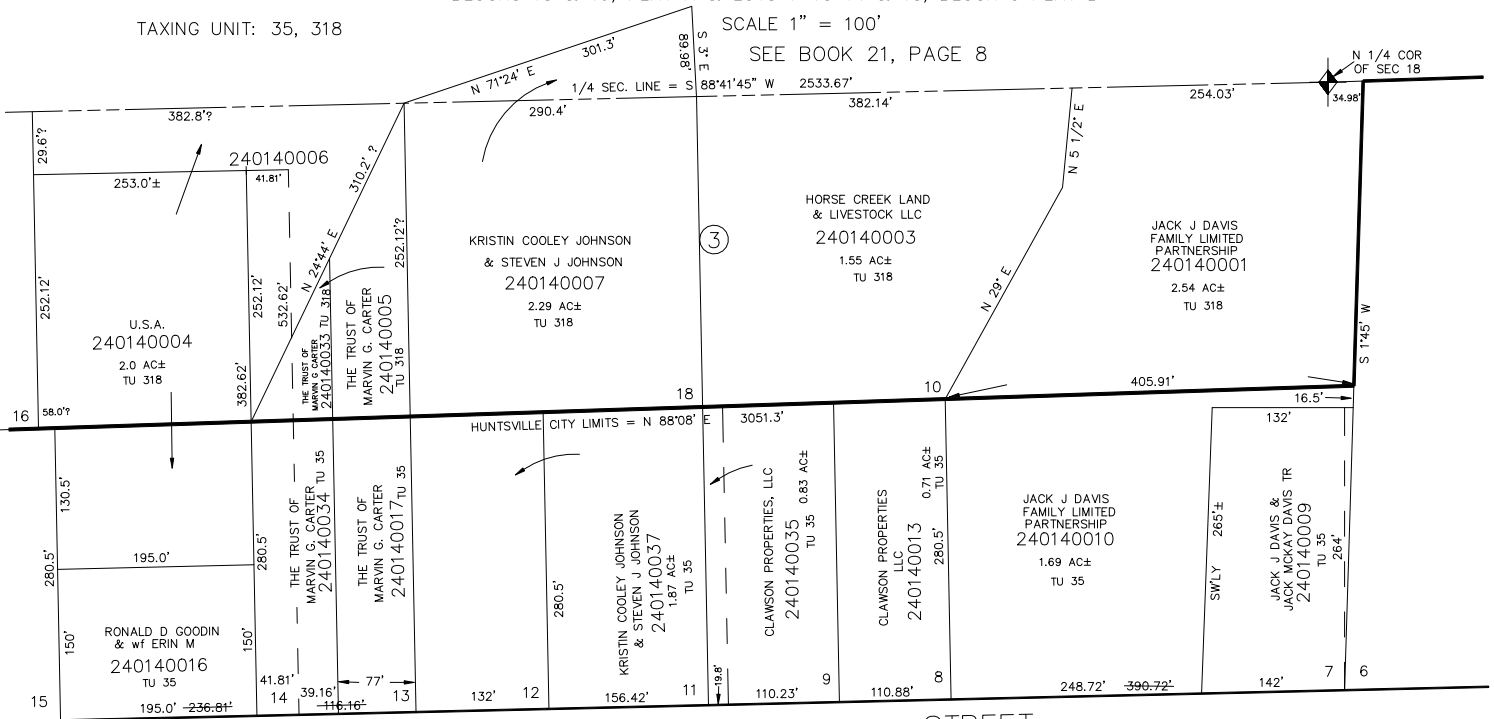 TAXING UNIT: 35, 318
SCALE 1" = 100'
SEE BOOK 21, PAGE 8
N 1/4 COR
OF SEC 18
34.98'
N 71°24' E
301.3'
89.98'
S 3° E
1/4 SEC. LINE = S 88°41'45" W 2533.67'
382.8'?
290.4'
382.14'
254.03'
29.6'?
240140006
253.0'±
41.81'
310.2' ?
N 24°44' E
252.12'?
N 5 1/2° E
N 29° E
S 1°45' W
252.12'
252.12'
532.62'
382.62'
U.S.A.
240140004
2.0 AC±
TU 318
THE TRUST OF
MARVIN G. CARTER
240140033 TU 318
THE TRUST OF
MARVIN G. CARTER
240140005
TU 318
KRISTIN COOLEY JOHNSON
& STEVEN J JOHNSON
240140007
2.29 AC±
TU 318
3
HORSE CREEK LAND
& LIVESTOCK LLC
240140003
1.55 AC±
TU 318
JACK J DAVIS
FAMILY LIMITED
PARTNERSHIP
240140001
2.54 AC±
TU 318
16
58.0'?
18
10
405.91'
16.5'
HUNTSVILLE CITY LIMITS = N 88°08' E 3051.3'
132'
130.5'
280.5'
195.0'
280.5'
150'
150'
RONALD D GOODIN
& wf ERIN M
240140016
TU 35
THE TRUST OF
MARVIN G. CARTER
240140034 TU 35
THE TRUST OF
MARVIN G. CARTER
240140017 TU 35
280.5'
KRISTIN COOLEY JOHNSON
& STEVEN J JOHNSON
240140037
1.87 AC±
TU 35
CLAWSON PROPERTIES, LLC
240140035
TU 35 0.83 AC±
CLAWSON PROPERTIES
LLC
240140013
280.5'
0.71 AC±
TU 35
JACK J DAVIS
FAMILY LIMITED
PARTNERSHIP
240140010
1.69 AC±
TU 35
SW'LY 265'±
JACK J DAVIS &
JACK MCKAY DAVIS TR
240140009
TU 35
264'
15
195.0' 236.81'
41.81'
14
39.16'
116.16'
77'
13
132'
12
156.42'
11
19.8'
110.23'
9
110.88'
8
248.72' 390.72'
142'
7
6